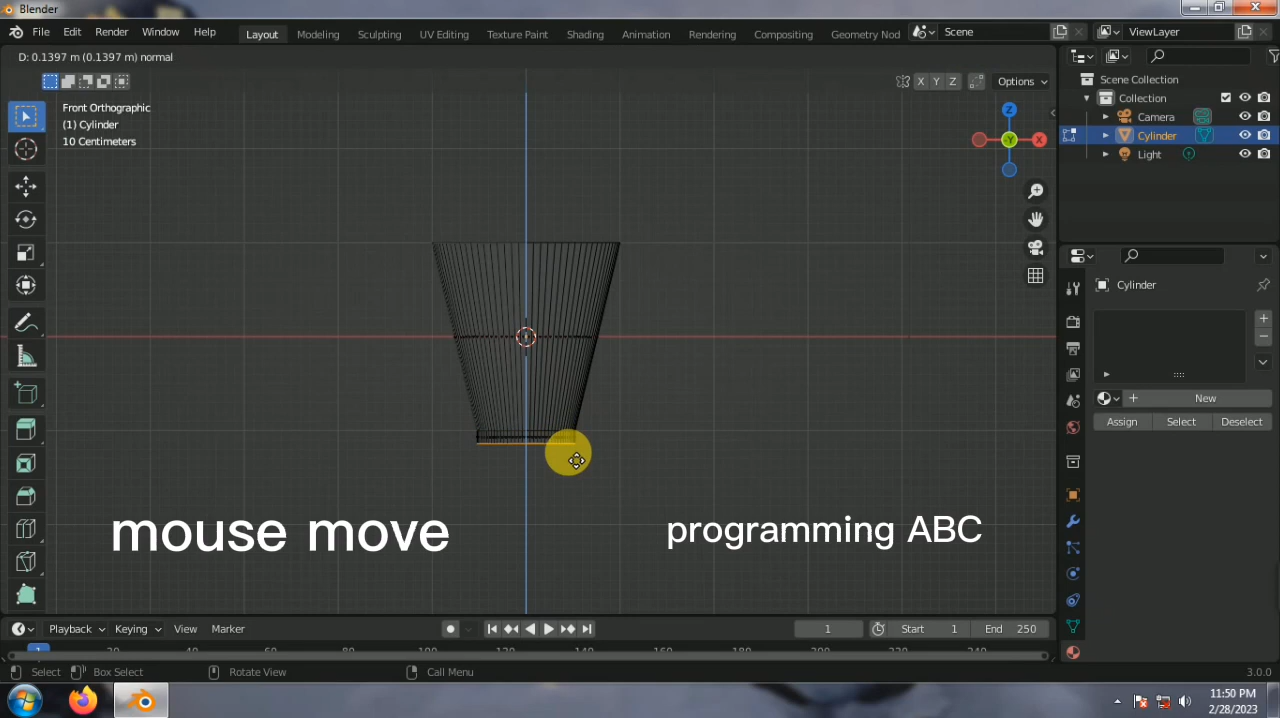 Blender
File Edit Render Window Help
Layout Modeling Sculpting UV Editing Texture Paint Shading Animation Rendering Compositing Geometry Nod
Scene
ViewLayer
D: 0.1397 m (0.1397 m) normal
X Y Z Options
Front Orthographic
(1) Cylinder
10 Centimeters
Z
Y
X
Scene Collection
Collection
Camera
Cylinder
Light
Cylinder
New
Assign Select Deselect
mouse move
programming ABC
Playback Keying View Marker
1 Start 1 End 250
1
Select Box Select Rotate View Call Menu 3.0.0
11:50 PM
2/28/2023